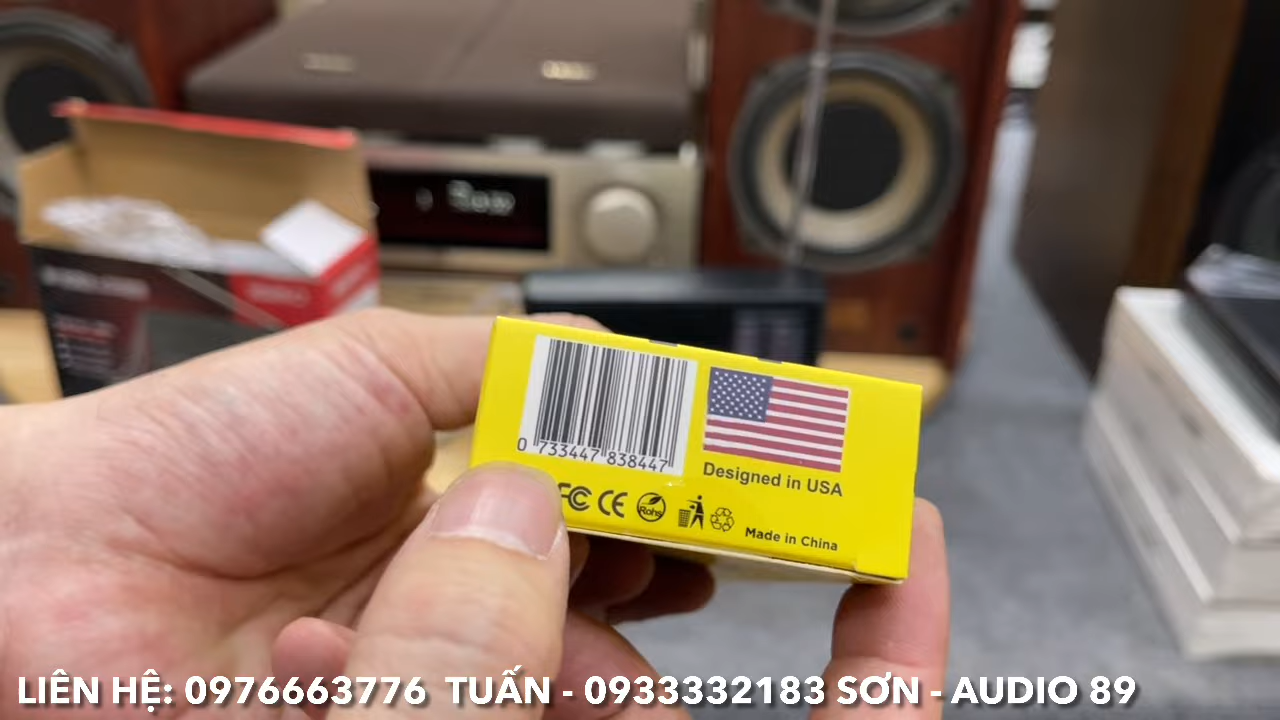 0 733447 838447
Designed in USA
FC CE RoHS
Made in China
LIÊN HỆ: 0976663776 TUẤN - 0933332183 SƠN - AUDIO 89